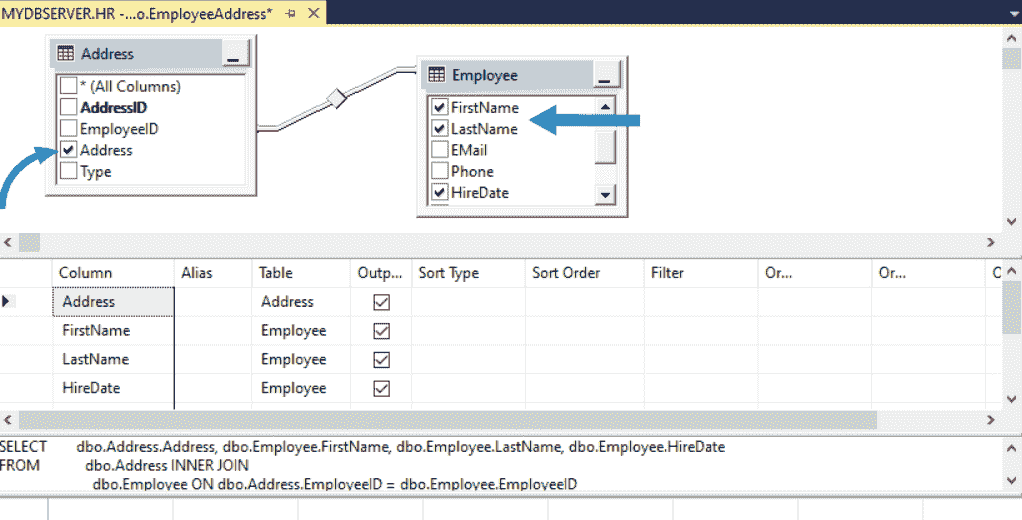 MYDBSERVER.HR -...o.EmployeeAddress*
Address
* (All Columns)
AddressID
EmployeeID
Address
Type
Employee
FirstName
LastName
EMail
Phone
HireDate
Column Alias Table Outp... Sort Type Sort Order Filter Or... Or...
Address Address
FirstName Employee
LastName Employee
HireDate Employee
SELECT dbo.Address.Address, dbo.Employee.FirstName, dbo.Employee.LastName, dbo.Employee.HireDate
FROM dbo.Address INNER JOIN
dbo.Employee ON dbo.Address.EmployeeID = dbo.Employee.EmployeeID